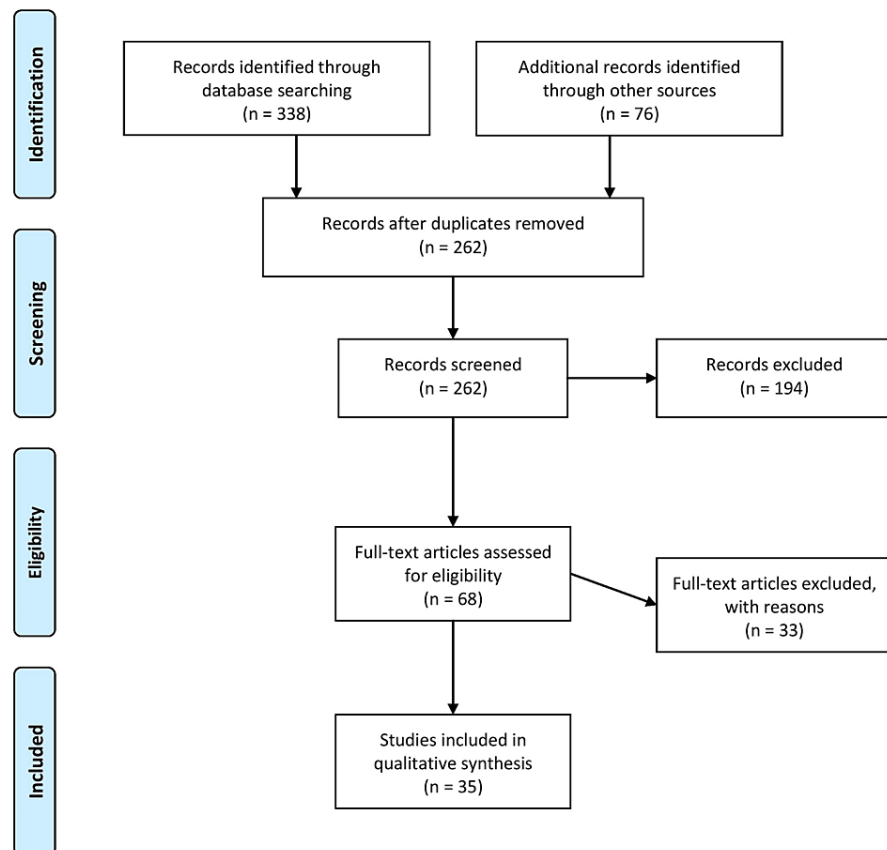 Identification
Records identified through
database searching
(n = 338)
Additional records identified
through other sources
(n = 76)
Records after duplicates removed
(n = 262)
Screening
Records screened
(n = 262)
Records excluded
(n = 194)
Eligibility
Full-text articles assessed
for eligibility
(n = 68)
Full-text articles excluded,
with reasons
(n = 33)
Included
Studies included in
qualitative synthesis
(n = 35)